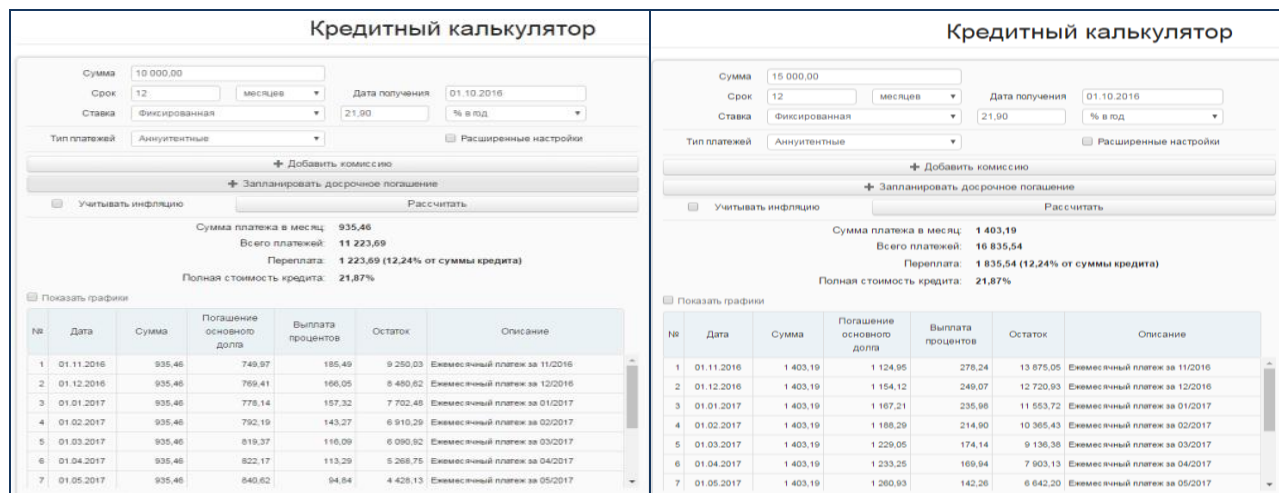 Кредитный калькулятор
Сумма 10 000,00
Срок 12 месяцев Дата получения 01.10.2016
Ставка Фиксированная 21,90 % в год
Тип платежей Аннуитентные Расширенные настройки
+ Добавить комиссию
+ Запланировать досрочное погашение
Учитывать инфляцию Рассчитать
Сумма платежа в месяц: 935,46
Всего платежей: 11 223,69
Переплата: 1 223,69 (12,24% от суммы кредита)
Полная стоимость кредита: 21,87%
Показать графики
№ Дата Сумма Погашение основного долга Выплата процентов Остаток Описание
1 01.11.2016 935,46 749,97 185,49 9 250,03 Ежемесячный платеж за 11/2016
2 01.12.2016 935,46 769,41 166,05 8 480,62 Ежемесячный платеж за 12/2016
3 01.01.2017 935,46 778,14 157,32 7 702,48 Ежемесячный платеж за 01/2017
4 01.02.2017 935,46 792,19 143,27 6 910,29 Ежемесячный платеж за 02/2017
5 01.03.2017 935,46 819,37 116,09 6 090,92 Ежемесячный платеж за 03/2017
6 01.04.2017 935,46 822,17 113,29 5 268,75 Ежемесячный платеж за 04/2017
7 01.05.2017 935,46 840,62 94,84 4 428,13 Ежемесячный платеж за 05/2017
Кредитный калькулятор
Сумма 15 000,00
Срок 12 месяцев Дата получения 01.10.2016
Ставка Фиксированная 21,90 % в год
Тип платежей Аннуитентные Расширенные настройки
+ Добавить комиссию
+ Запланировать досрочное погашение
Учитывать инфляцию Рассчитать
Сумма платежа в месяц: 1 403,19
Всего платежей: 16 835,54
Переплата: 1 835,54 (12,24% от суммы кредита)
Полная стоимость кредита: 21,87%
Показать графики
№ Дата Сумма Погашение основного долга Выплата процентов Остаток Описание
1 01.11.2016 1 403,19 1 124,95 278,24 13 875,05 Ежемесячный платеж за 11/2016
2 01.12.2016 1 403,19 1 154,12 249,07 12 720,93 Ежемесячный платеж за 12/2016
3 01.01.2017 1 403,19 1 167,21 235,98 11 553,72 Ежемесячный платеж за 01/2017
4 01.02.2017 1 403,19 1 188,29 214,90 10 365,43 Ежемесячный платеж за 02/2017
5 01.03.2017 1 403,19 1 229,05 174,14 9 136,38 Ежемесячный платеж за 03/2017
6 01.04.2017 1 403,19 1 233,25 169,94 7 903,13 Ежемесячный платеж за 04/2017
7 01.05.2017 1 403,19 1 260,93 142,26 6 642,20 Ежемесячный платеж за 05/2017